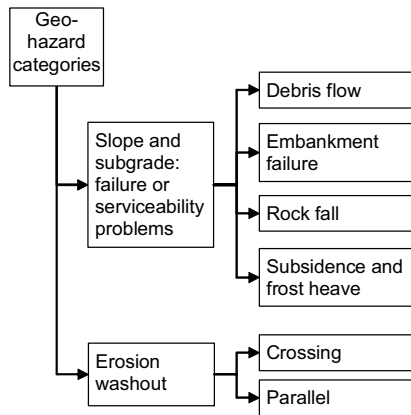 Geo-
hazard
categories
Slope and
subgrade:
failure or
serviceability
problems
Debris flow
Embankment
failure
Rock fall
Subsidence and
frost heave
Erosion
washout
Crossing
Parallel